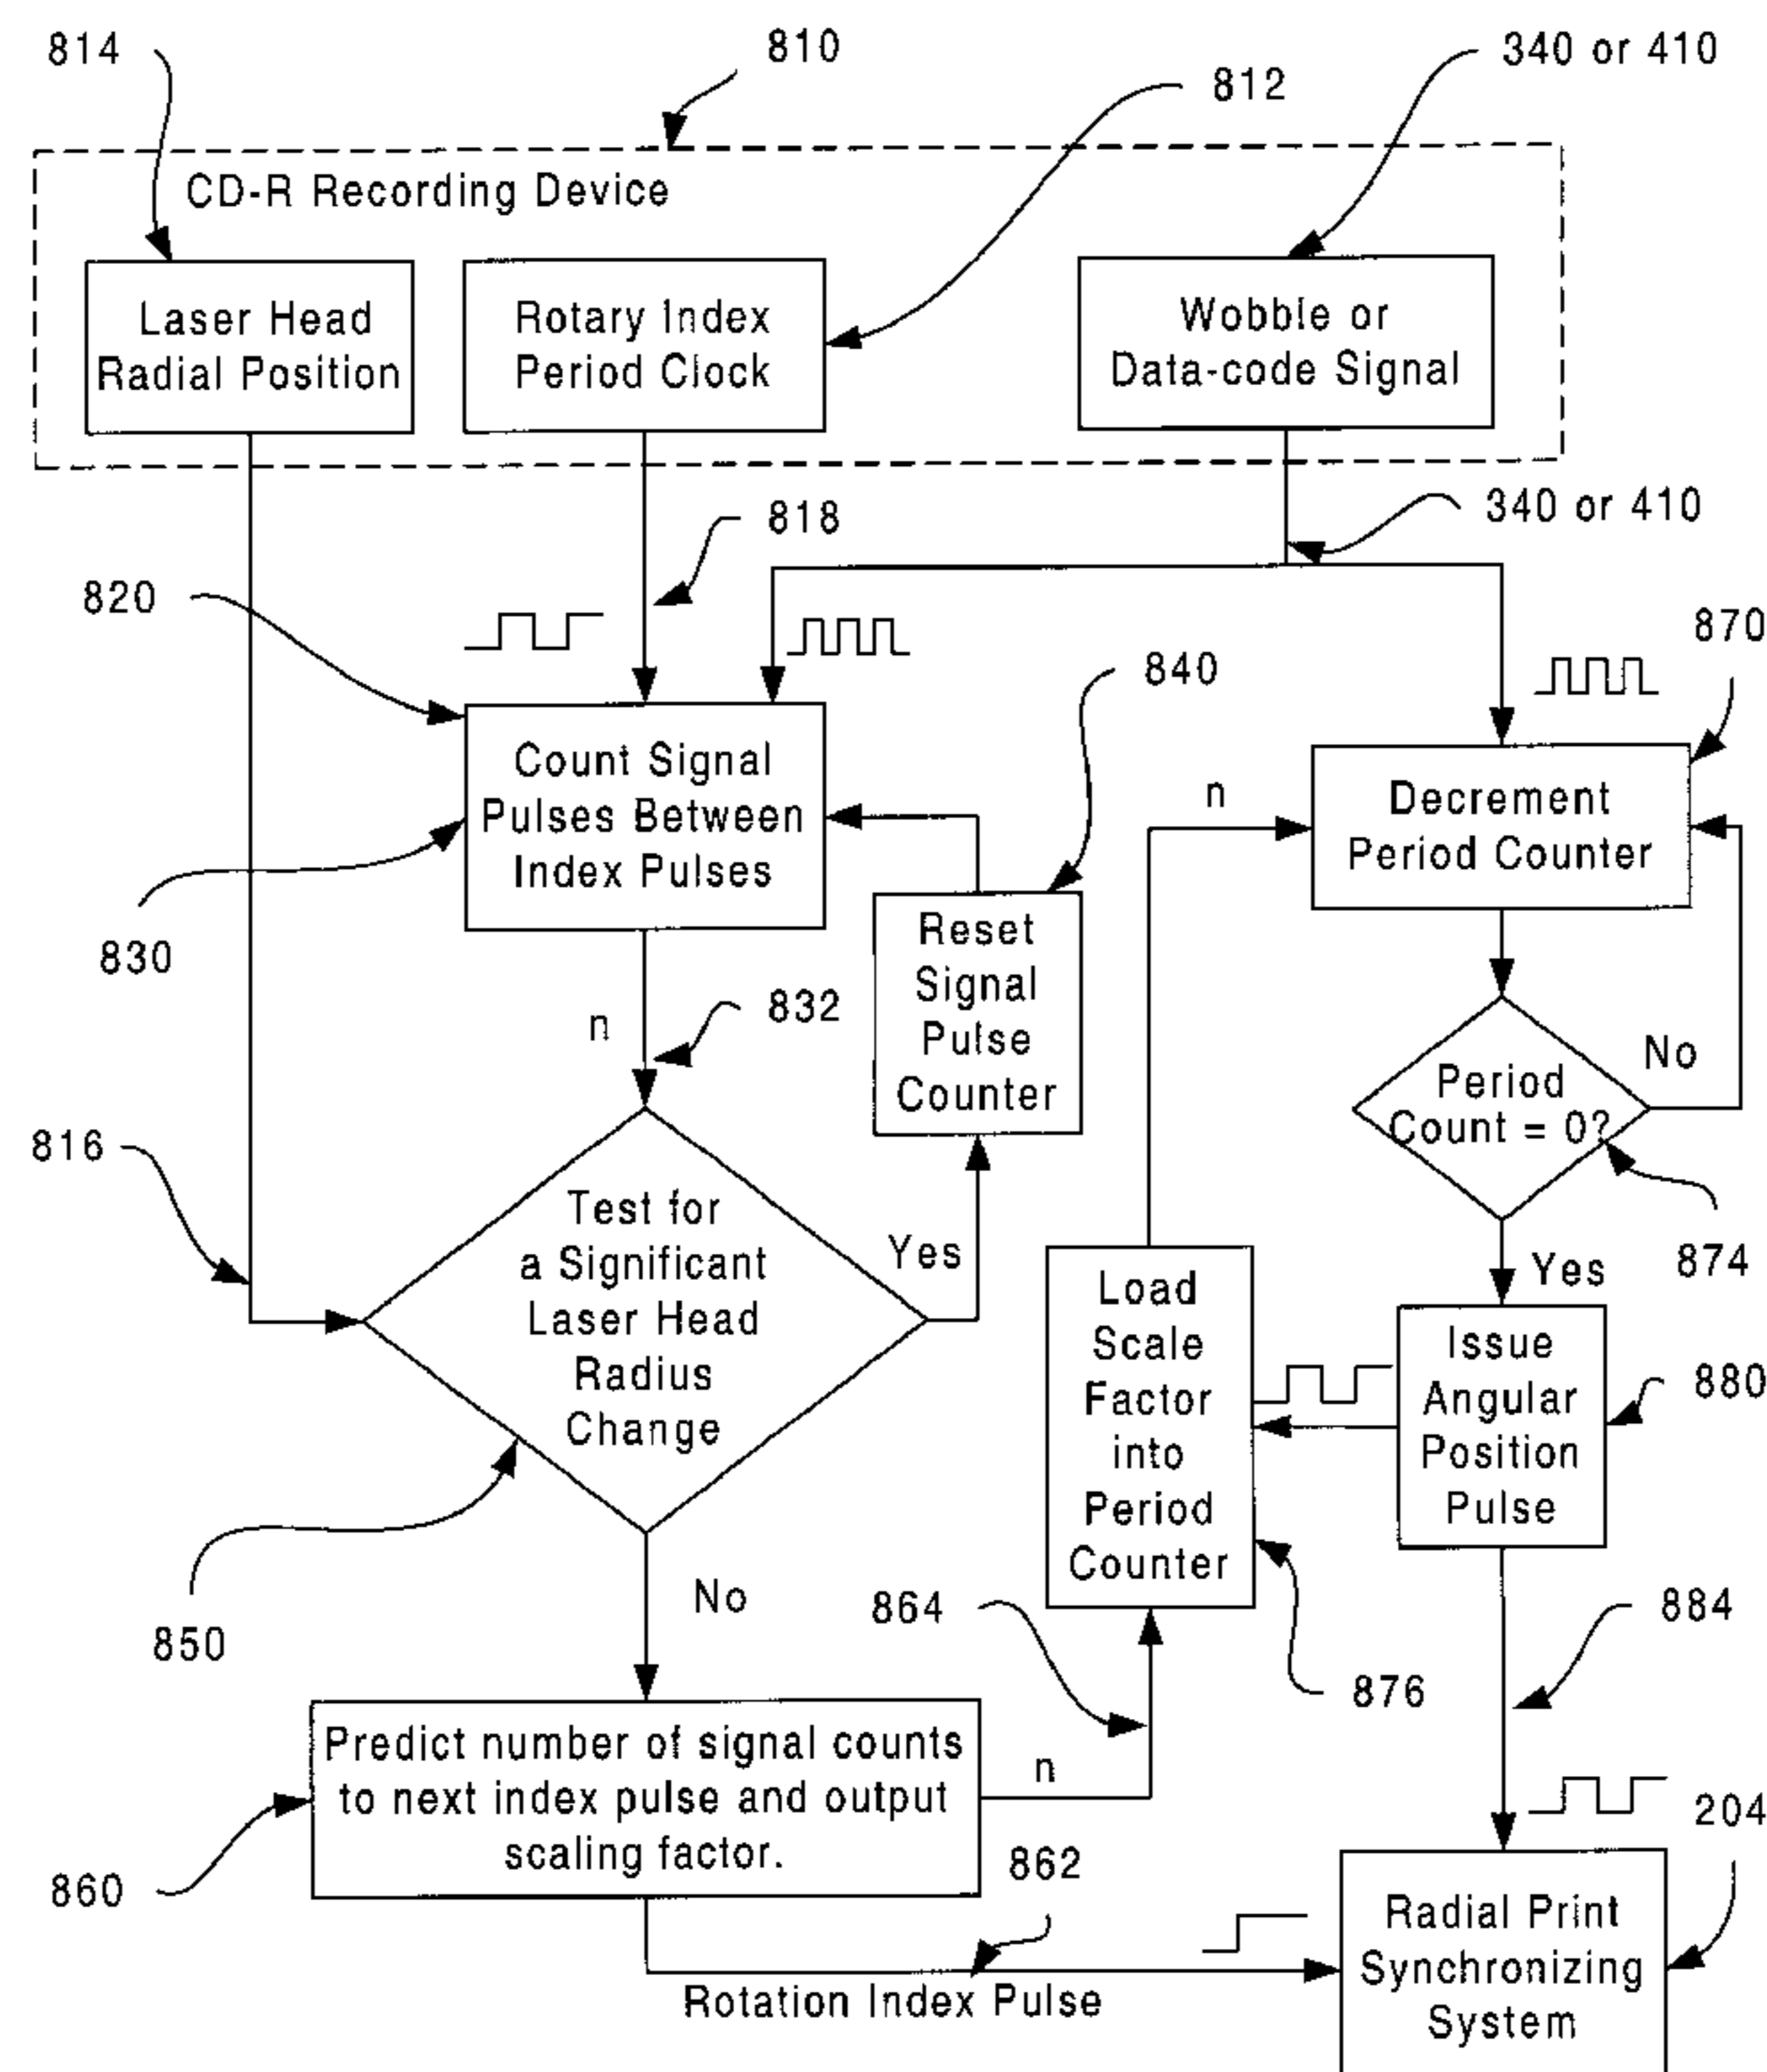 814
810
340 or 410
812
CD-R Recording Device
Laser Head
Radial Position
Rotary Index
Period Clock
Wobble or
Data-code Signal
818
340 or 410
820
870
840
Count Signal
Pulses Between
Index Pulses
n
Decrement
Period Counter
830
Reset
Signal
Pulse
Counter
n
832
No
Period
Count = 0?
816
Test for
a Significant
Laser Head
Radius
Change
Yes
874
Yes
Load
Scale
Factor
into
Period
Counter
Issue
Angular
Position
Pulse
880
No
864
884
850
876
Predict number of signal counts
to next index pulse and output
scaling factor.
n
204
860
862
Radial Print
Synchronizing
System
Rotation Index Pulse